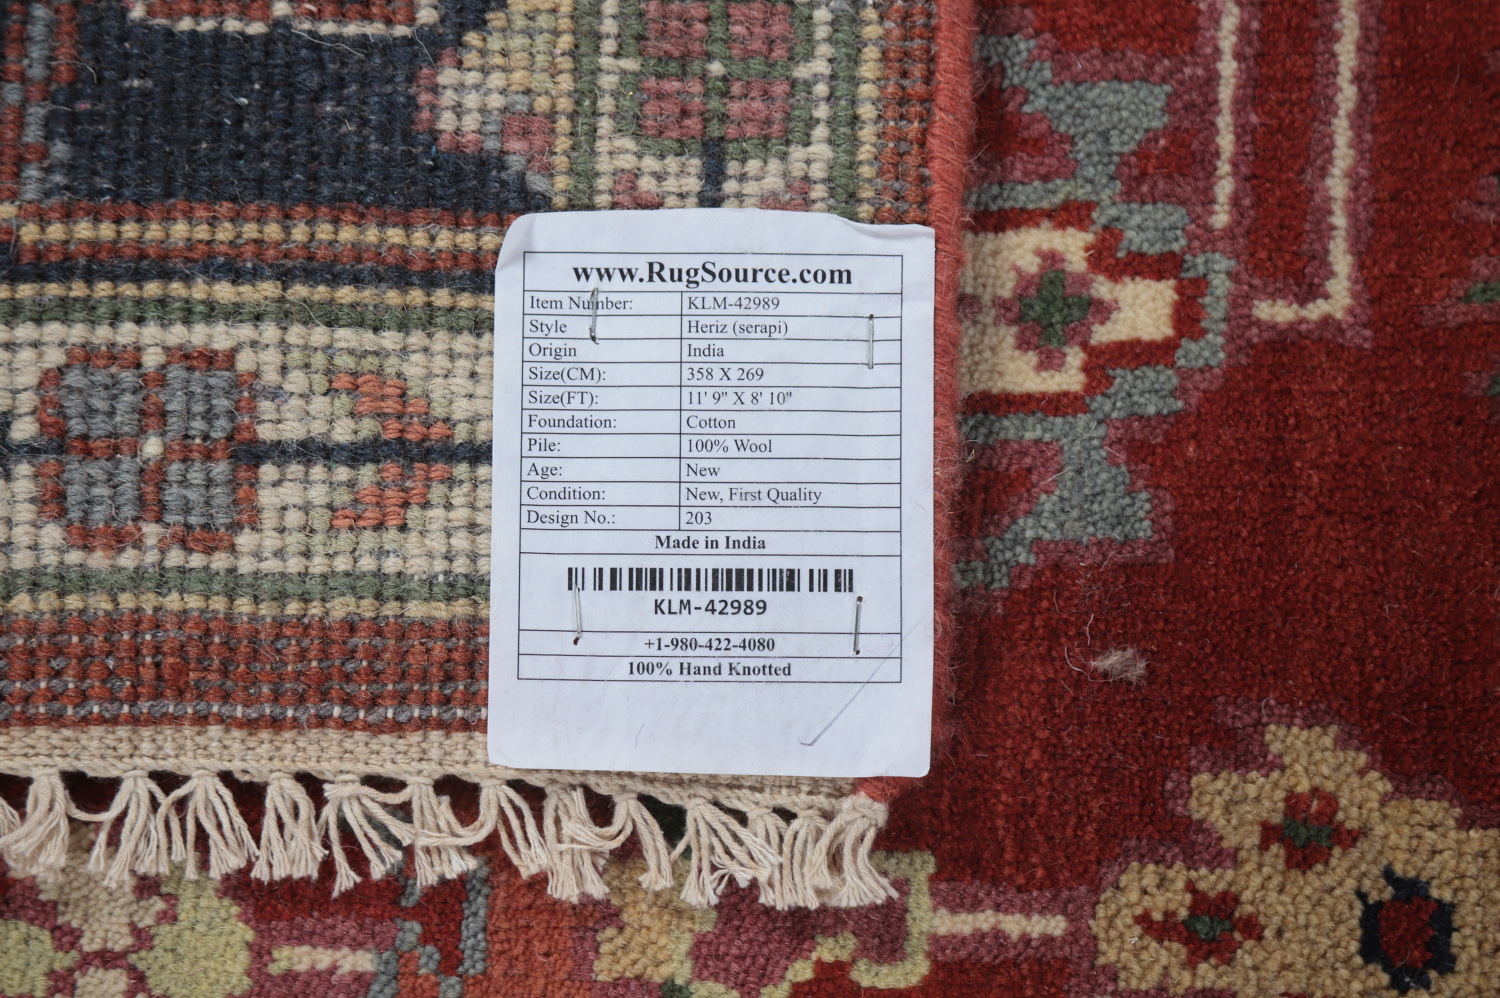 www.RugSource.com
Item Number: KLM-42989
Style Heriz (serapi)
Origin India
Size(CM): 358 X 269
Size(FT): 11' 9" X 8' 10"
Foundation: Cotton
Pile: 100% Wool
Age: New
Condition: New, First Quality
Design No.: 203
Made in India
KLM-42989
+1-980-422-4080
100% Hand Knotted